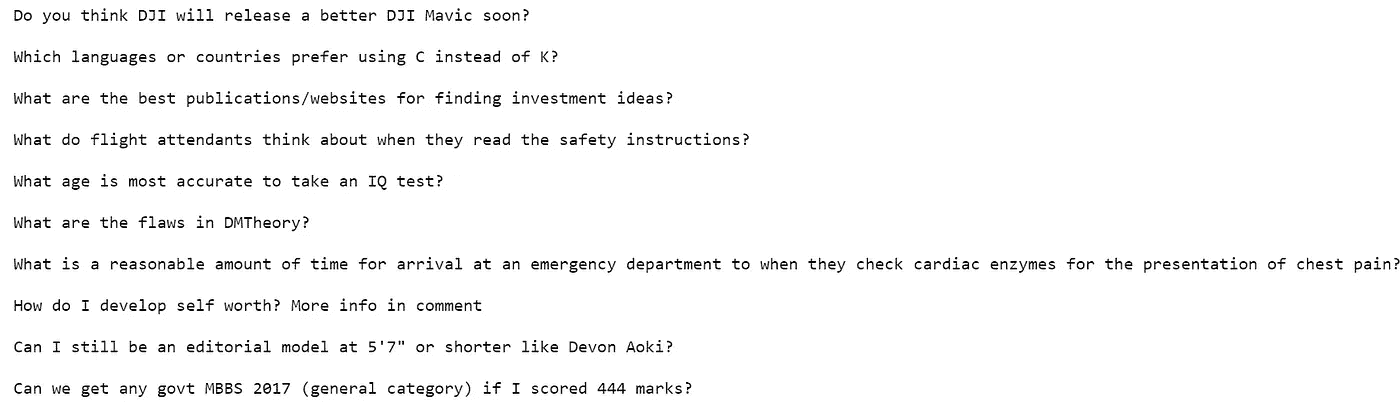 Do you think DJI will release a better DJI Mavic soon?
Which languages or countries prefer using C instead of K?
What are the best publications/websites for finding investment ideas?
What do flight attendants think about when they read the safety instructions?
What age is most accurate to take an IQ test?
What are the flaws in DMTheory?
What is a reasonable amount of time for arrival at an emergency department to when they check cardiac enzymes for the presentation of chest pain?
How do I develop self worth? More info in comment
Can I still be an editorial model at 5'7" or shorter like Devon Aoki?
Can we get any govt MBBS 2017 (general category) if I scored 444 marks?